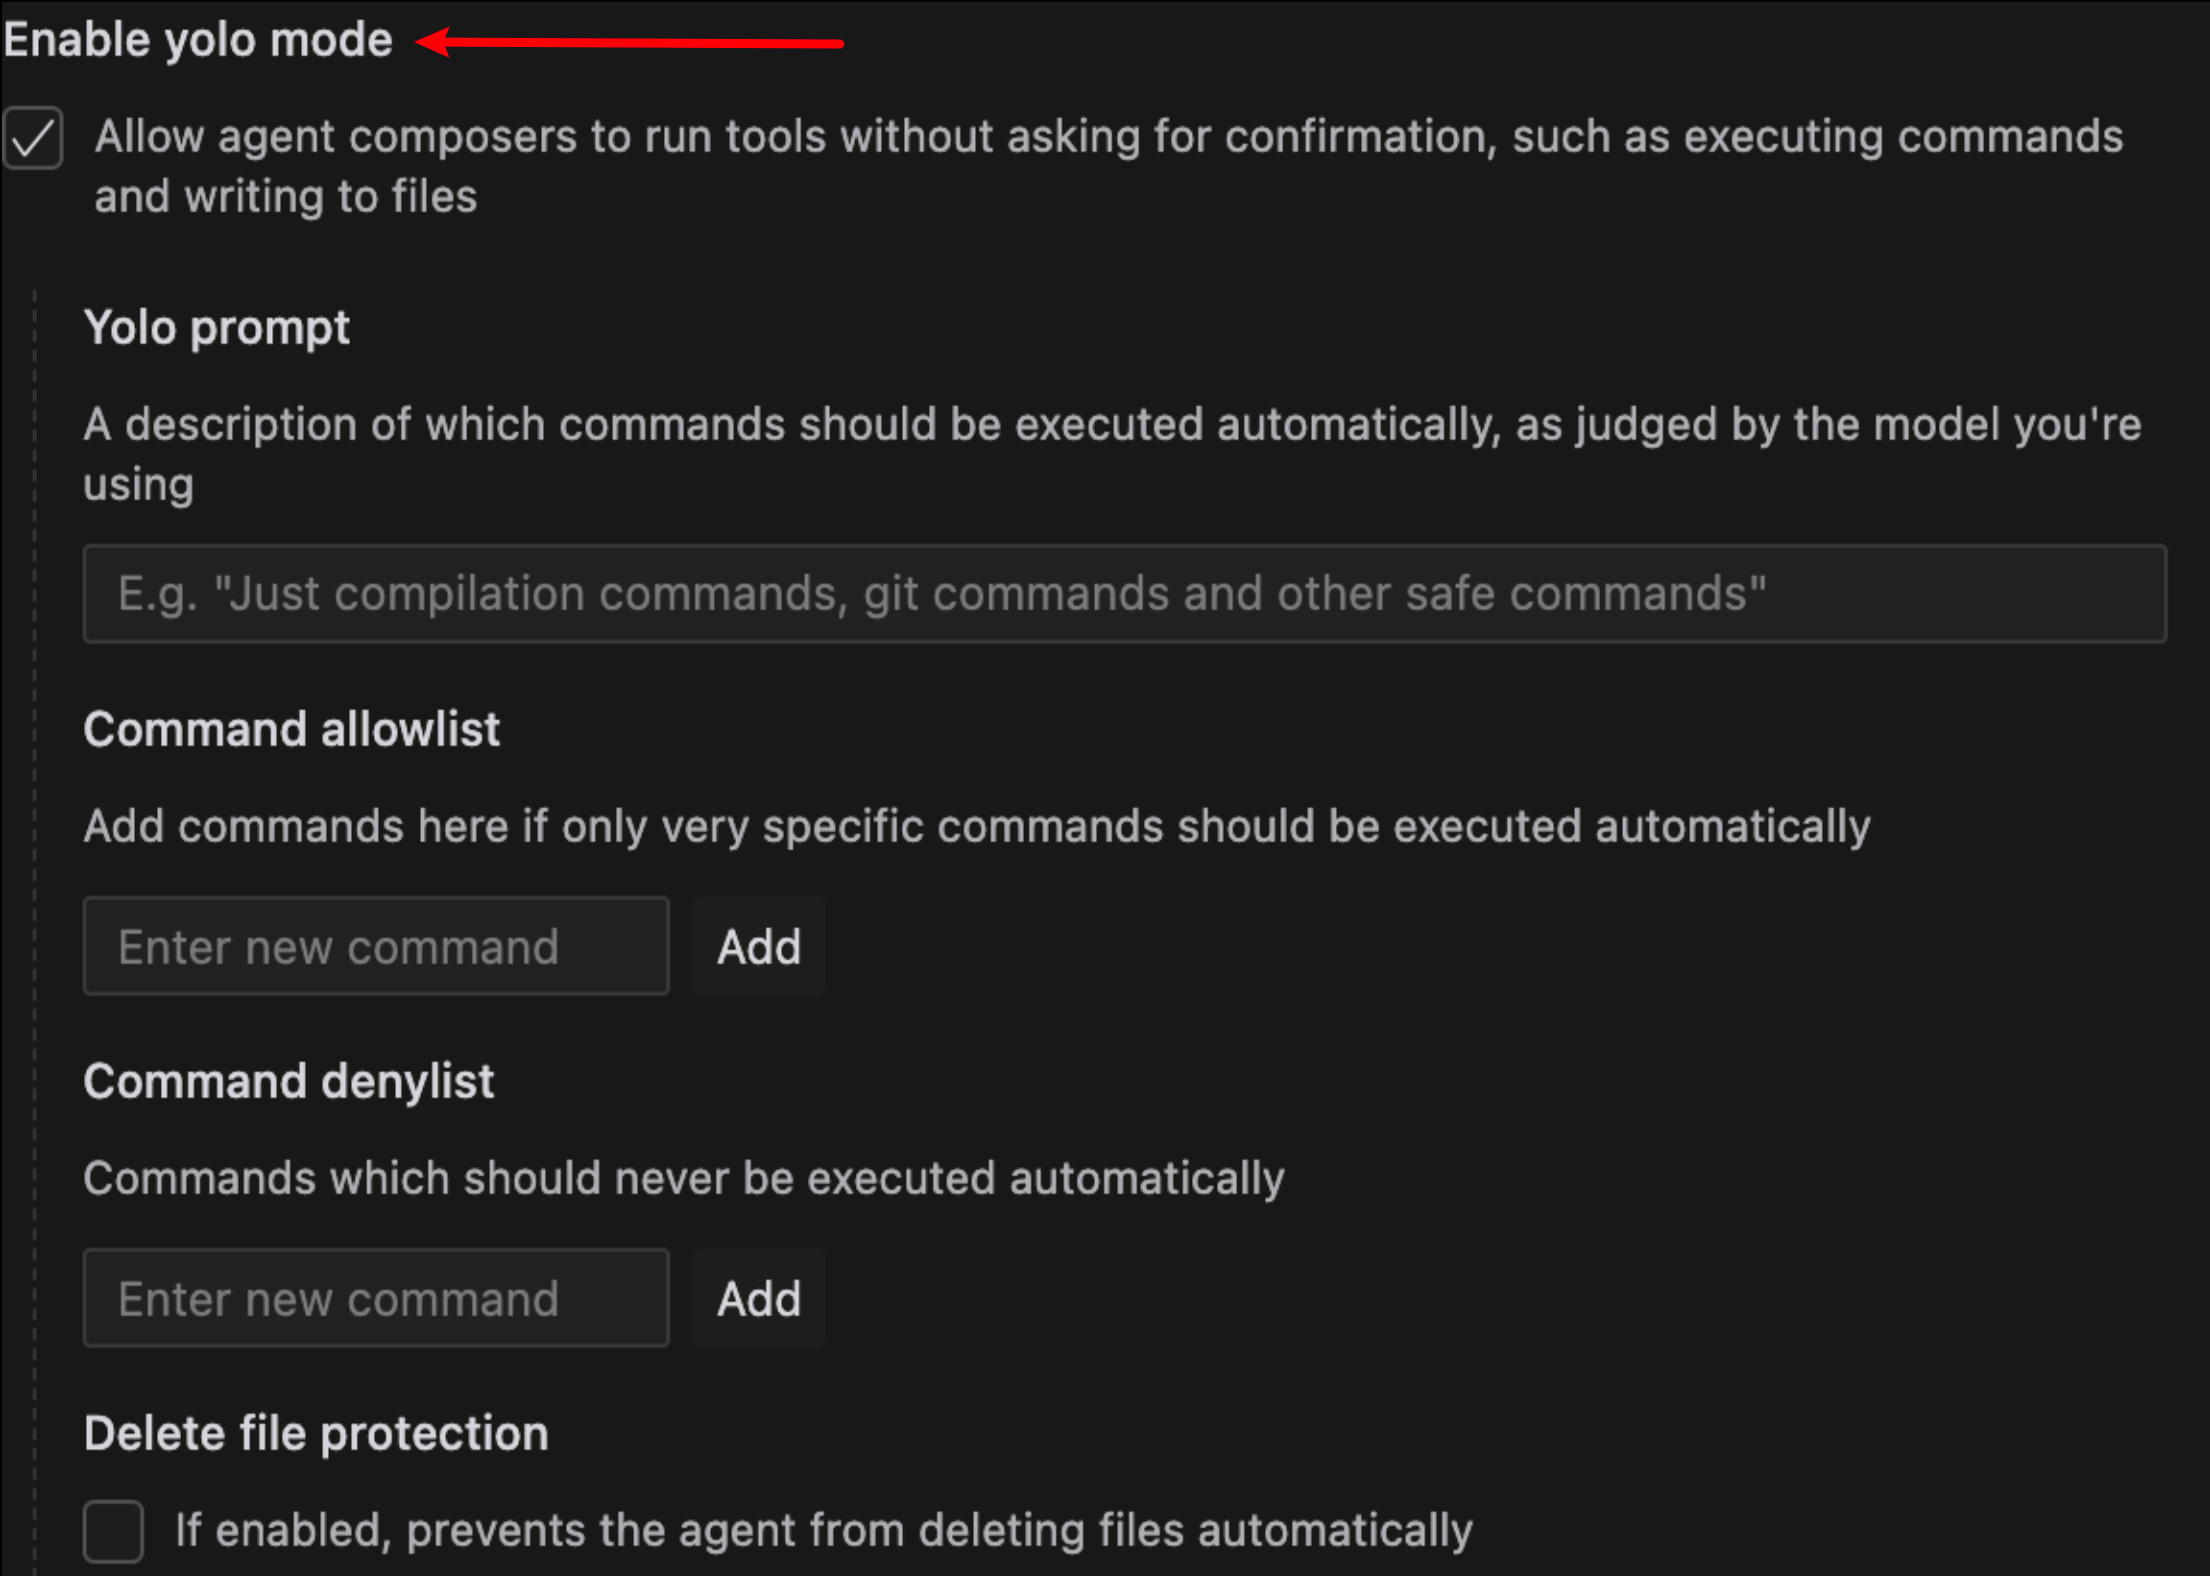 Enable yolo mode
Allow agent composers to run tools without asking for confirmation, such as executing commands
and writing to files
Yolo prompt
A description of which commands should be executed automatically, as judged by the model you're
using
E.g. "Just compilation commands, git commands and other safe commands"
Command allowlist
Add commands here if only very specific commands should be executed automatically
Enter new command Add
Command denylist
Commands which should never be executed automatically
Enter new command Add
Delete file protection
If enabled, prevents the agent from deleting files automatically